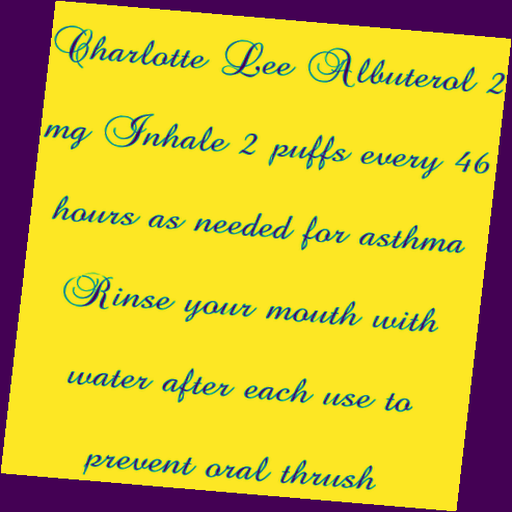 Charlotte Lee Albuterol 2
mg Inhale 2 puffs every 46
hours as needed for asthma
Rinse your mouth with
water after each use to
prevent oral thrush